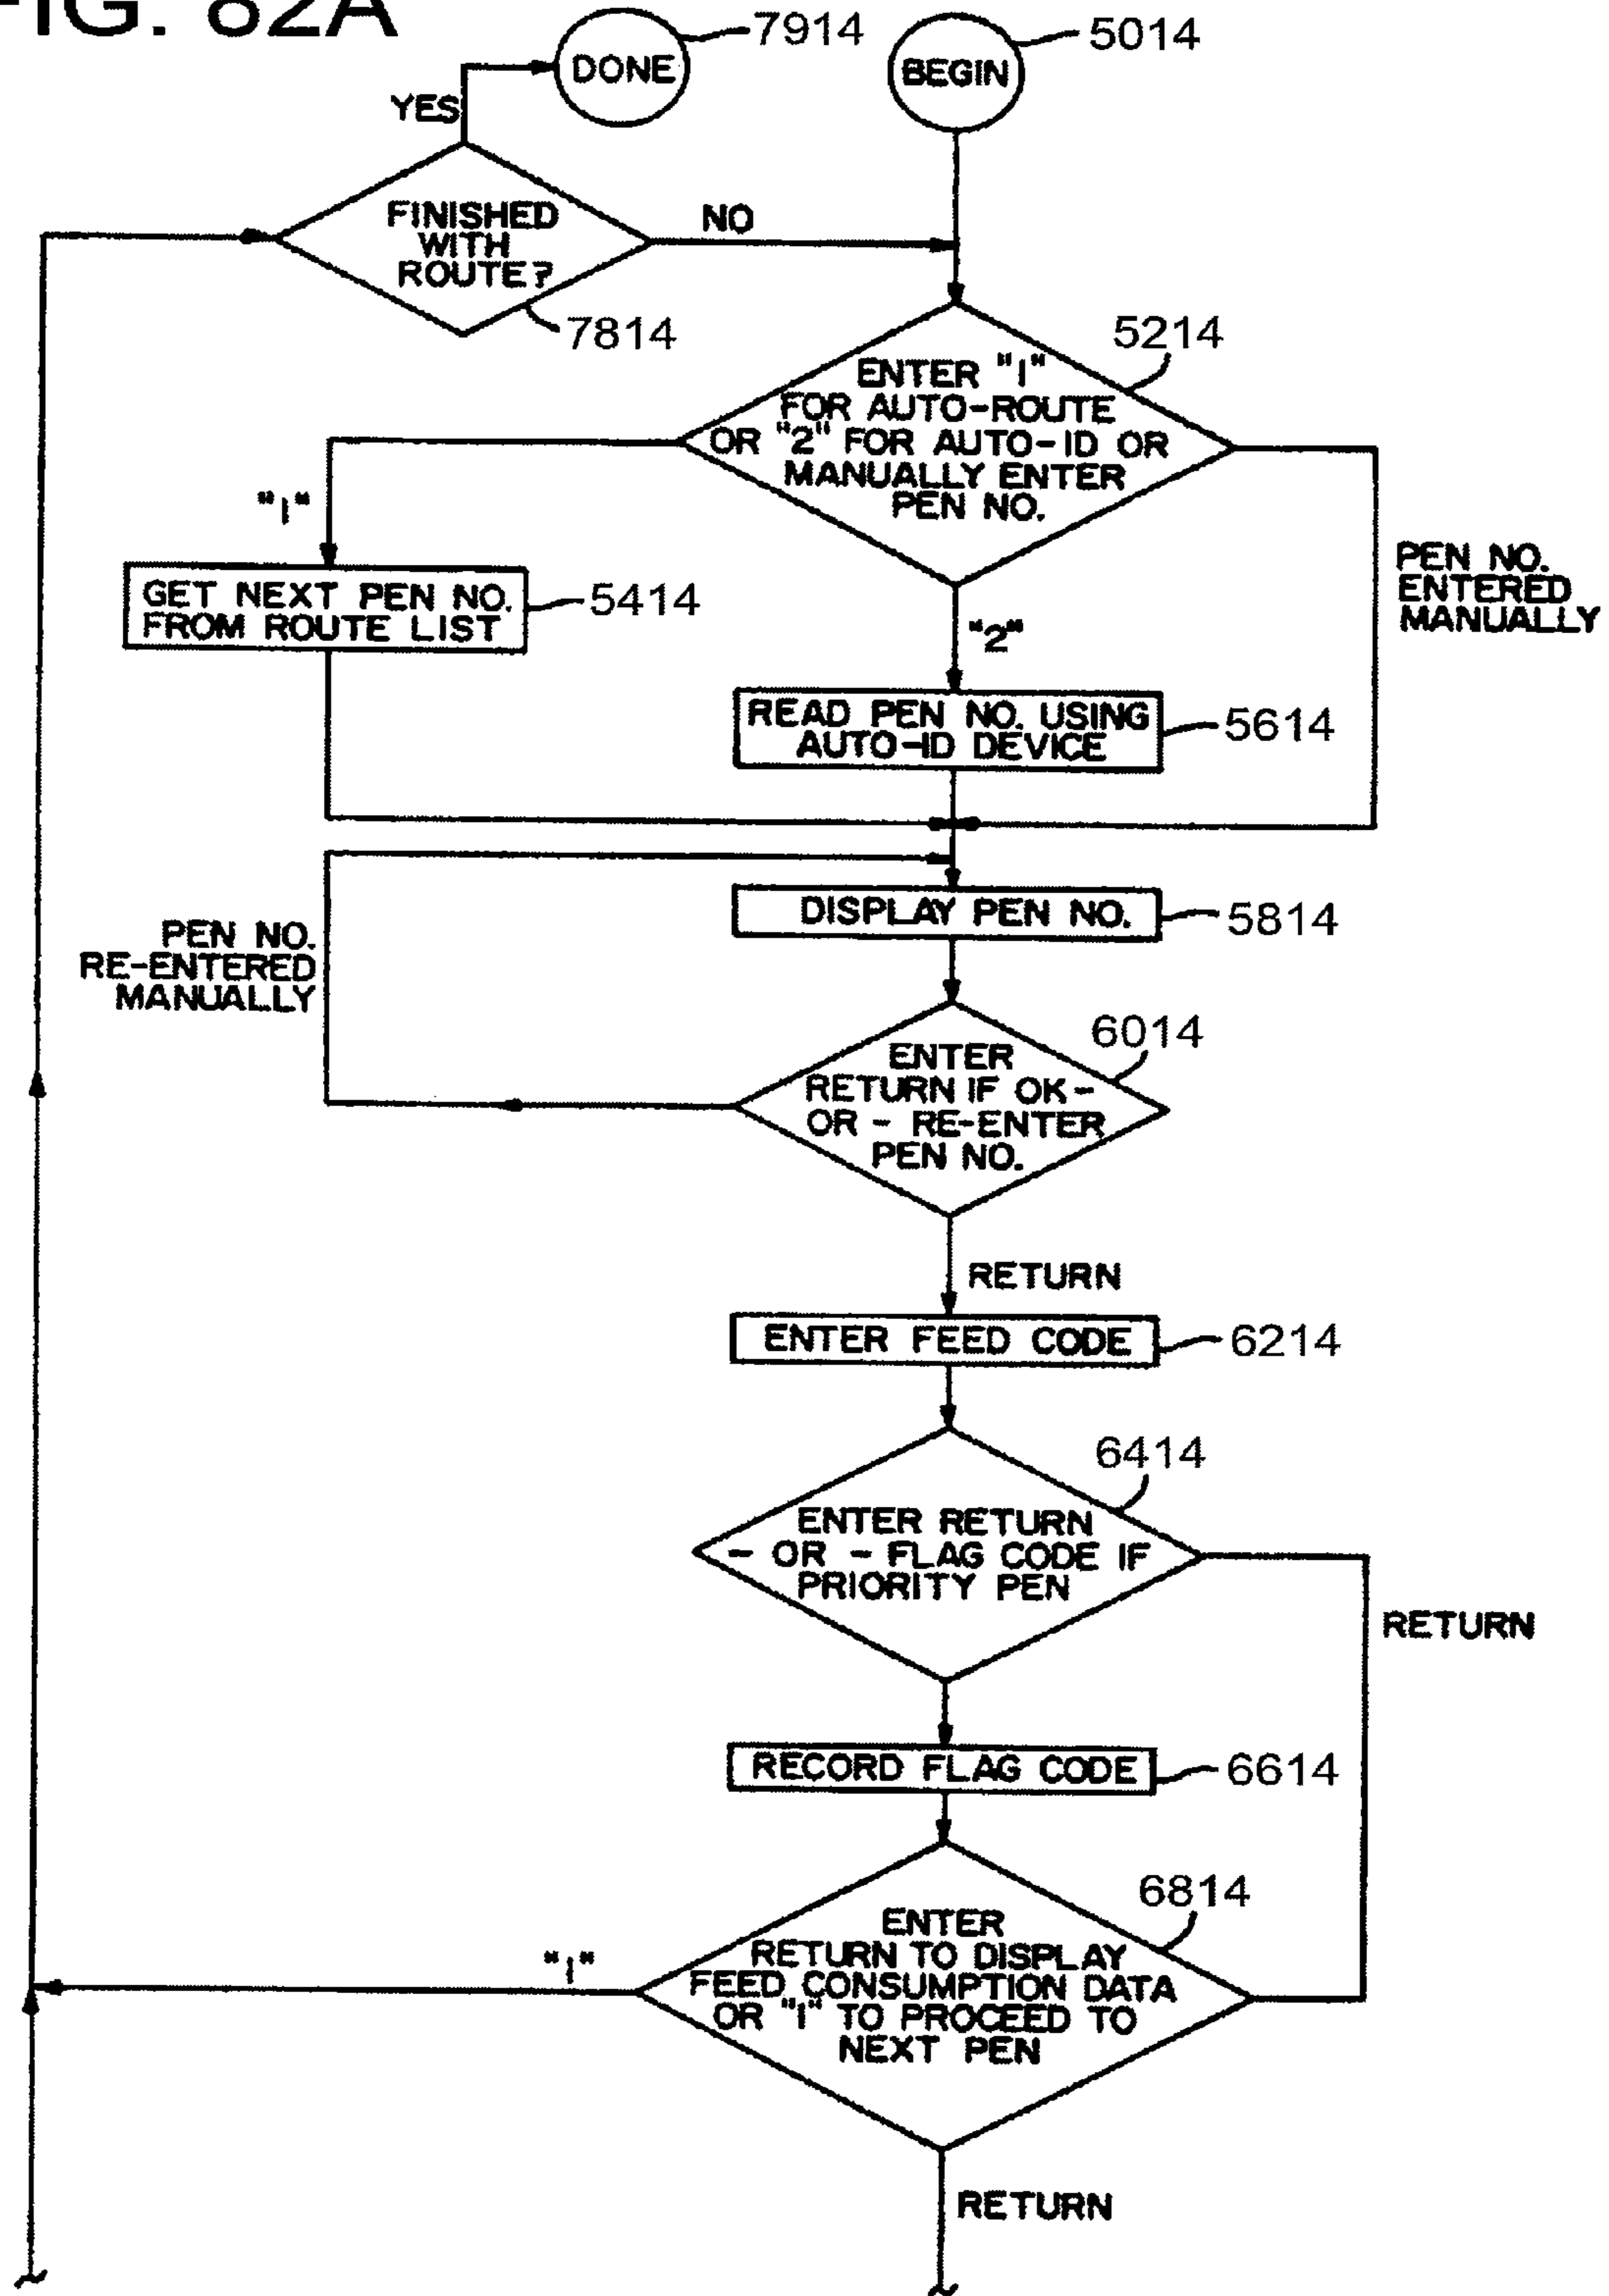 FIG. 82A
7914
5014
DONE
BEGIN
YES
FINISHED
WITH
ROUTE?
NO
7814
5214
ENTER "1"
FOR AUTO-ROUTE
OR "2" FOR AUTO-ID OR
MANUALLY ENTER
PEN NO.
"1"
PEN NO.
ENTERED
MANUALLY
GET NEXT PEN NO.
FROM ROUTE LIST
5414
"2"
READ PEN NO. USING
AUTO-ID DEVICE
5614
DISPLAY PEN NO.
5814
PEN NO.
RE-ENTERED
MANUALLY
6014
ENTER
RETURN IF OK-
OR - RE-ENTER
PEN NO.
RETURN
ENTER FEED CODE
6214
6414
ENTER RETURN
- OR - FLAG CODE IF
PRIORITY PEN
RETURN
RECORD FLAG CODE
6614
6814
ENTER
RETURN TO DISPLAY
FEED CONSUMPTION DATA
OR "1" TO PROCEED TO
NEXT PEN
"1"
RETURN